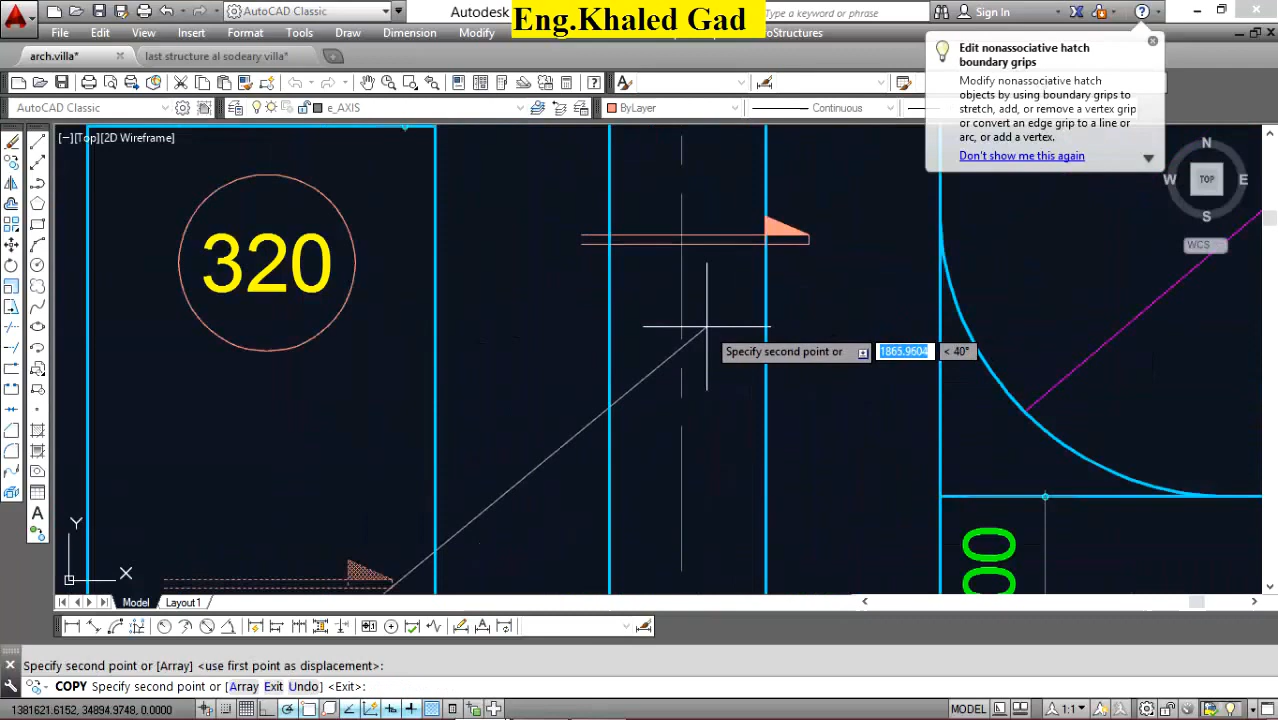 AutoCAD Classic
Autodesk
Eng.Khaled Gad
Type a keyword or phrase
Sign In
File Edit View Insert Format Tools Draw Dimension Modify
oStructures
Edit nonassociative hatch
boundary grips
Modify nonassociative hatch
objects by using boundary grips to
stretch, add, or remove a vertex grip
or convert an edge grip to a line or
arc, or add a vertex.
Don't show me this again
arch.villa*
last structure al sodeary villa*
AutoCAD Classic
e_AXIS
ByLayer
Continuous
[−][Top][2D Wireframe]
N
W TOP E
S
WCS
320
Specify second point or 1865.9604 < 40°
00
Y
X
Model Layout1
Specify second point or [Array] <use first point as displacement>:
COPY Specify second point or [Array Exit Undo] <Exit>:
1381621.6152, 34894.9748, 0.0000
MODEL
1:1